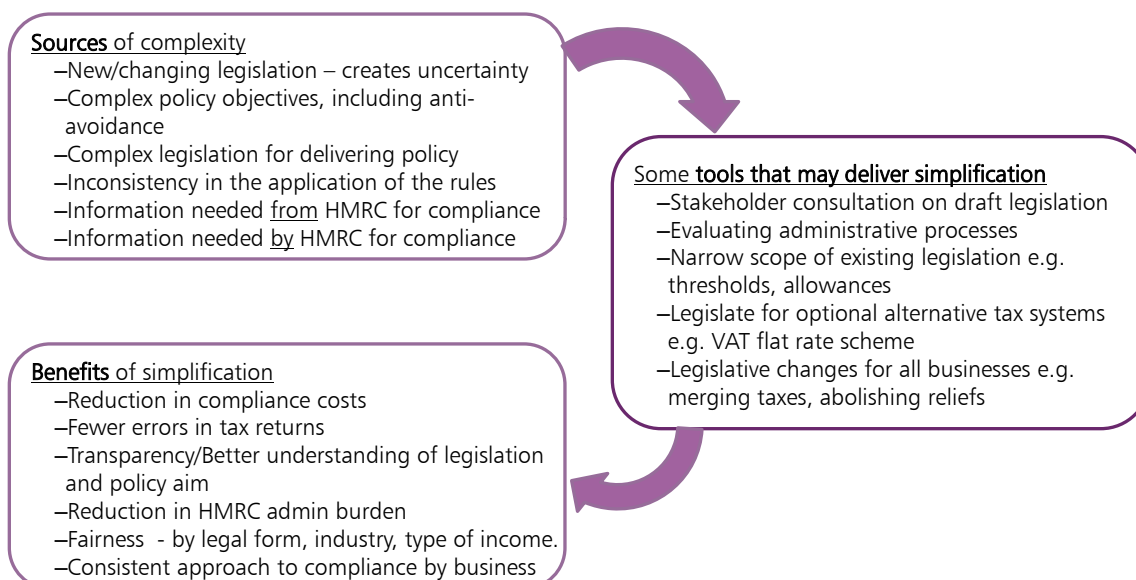 Sources of complexity
–New/changing legislation – creates uncertainty
–Complex policy objectives, including anti-
avoidance
–Complex legislation for delivering policy
–Inconsistency in the application of the rules
–Information needed from HMRC for compliance
–Information needed by HMRC for compliance
Some tools that may deliver simplification
–Stakeholder consultation on draft legislation
–Evaluating administrative processes
–Narrow scope of existing legislation e.g.
thresholds, allowances
–Legislate for optional alternative tax systems
e.g. VAT flat rate scheme
–Legislative changes for all businesses e.g.
merging taxes, abolishing reliefs
Benefits of simplification
–Reduction in compliance costs
–Fewer errors in tax returns
–Transparency/Better understanding of legislation
and policy aim
–Reduction in HMRC admin burden
–Fairness - by legal form, industry, type of income.
–Consistent approach to compliance by business